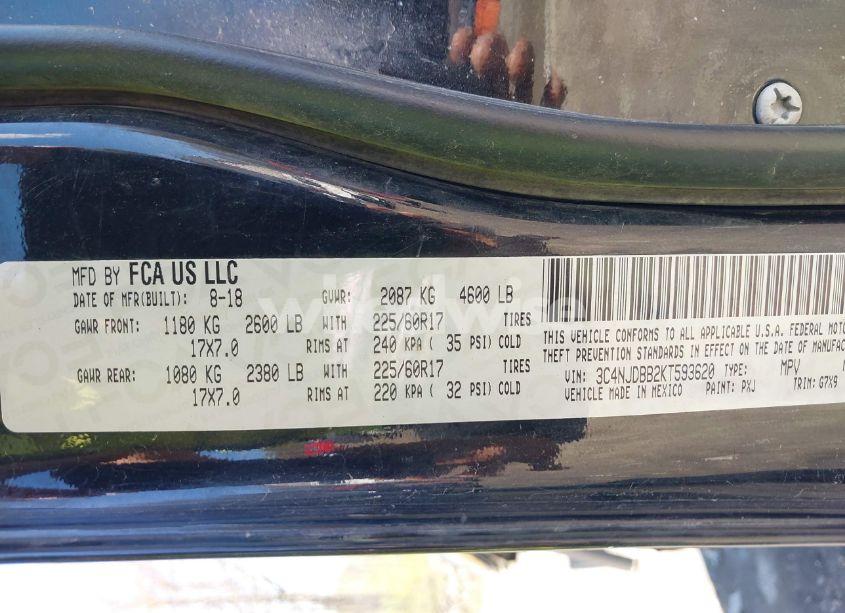 MFD BY FCA US LLC
DATE OF MFR(BUILT): 8-18 GVWR: 2087 KG 4600 LB
GAWR FRONT: 1180 KG 2600 LB WITH 225/60R17 TIRES
17X7.0 RIMS AT 240 KPA ( 35 PSI) COLD
GAWR REAR: 1080 KG 2380 LB WITH 225/60R17 TIRES
17X7.0 RIMS AT 220 KPA ( 32 PSI) COLD
THIS VEHICLE CONFORMS TO ALL APPLICABLE U.S.A. FEDERAL MOTO
THEFT PREVENTION STANDARDS IN EFFECT ON THE DATE OF MANUFAC
VIN: 3C4NJDBB2KT593620 TYPE: MPV
VEHICLE MADE IN MEXICO PAINT: PXJ TRIM: G7X9